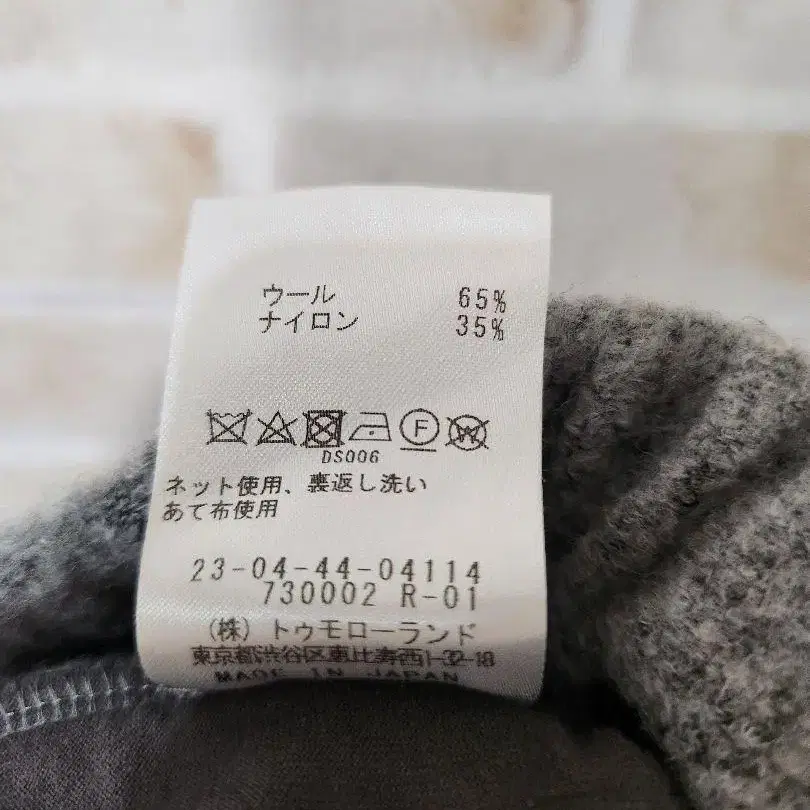 ウール 65%
ナイロン 35%
F W
DS006
ネット使用、裏返し洗い
あて布使用
23-04-44-04114
730002 R-01
(株)トゥモローランド
東京都渋谷区恵比寿西1-32-18
MADE IN JAPAN